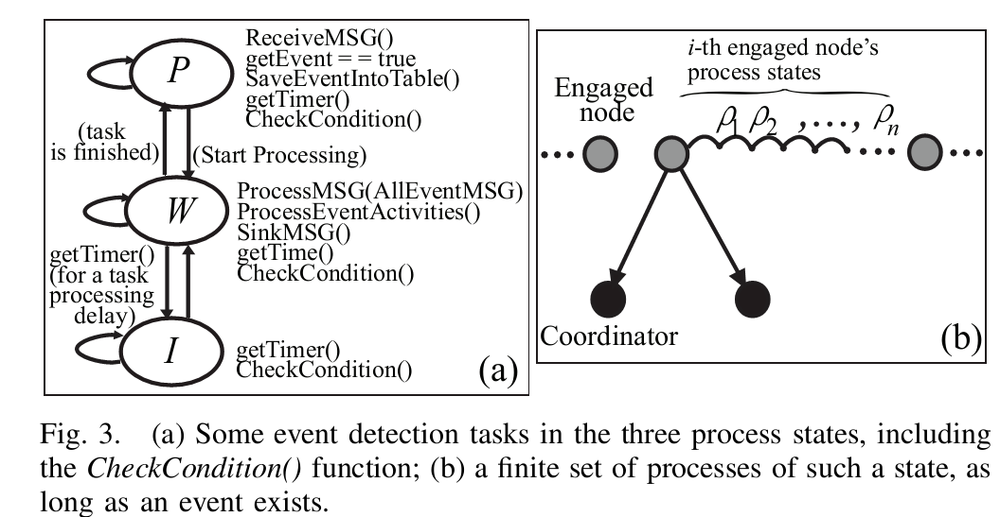 P
ReceiveMSG()
getEvent = = true
SaveEventIntoTable()
getTimer()
CheckCondition()
(task
is finished)
(Start Processing)
W
ProcessMSG(AllEventMSG)
ProcessEventActivities()
SinkMSG()
getTime()
CheckCondition()
getTimer()
(for a task
processing
delay)
I
getTimer()
CheckCondition()
(a)
i-th engaged node's
process states
Engaged
node
ρ1 ρ2 ,...., ρn
Coordinator
(b)
Fig. 3. (a) Some event detection tasks in the three process states, including
the CheckCondition() function; (b) a finite set of processes of such a state, as
long as an event exists.